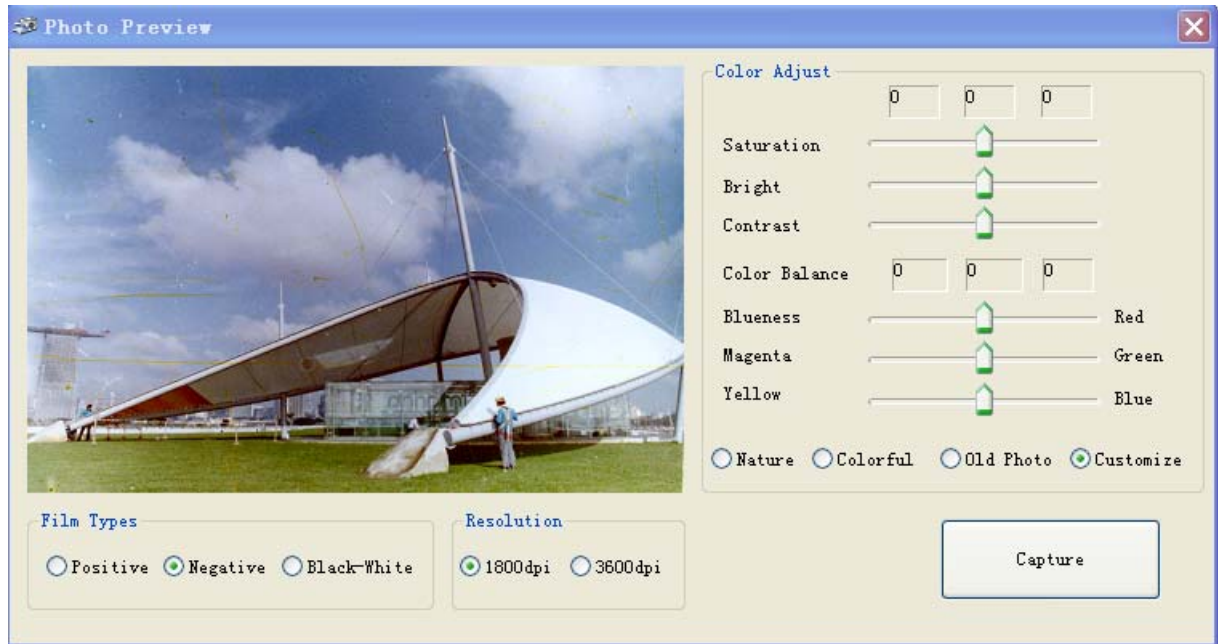 Photo Preview
Color Adjust
0 0 0
Saturation
Bright
Contrast
Color Balance 0 0 0
Blueness Red
Magenta Green
Yellow Blue
Nature Colorful Old Photo Customize
Film Types
Positive Negative Black-White
Resolution
1800dpi 3600dpi
Capture